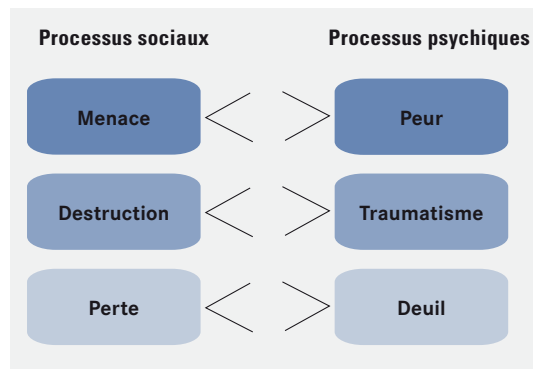 Processus sociaux Processus psychiques
Menace Peur
Destruction Traumatisme
Perte Deuil